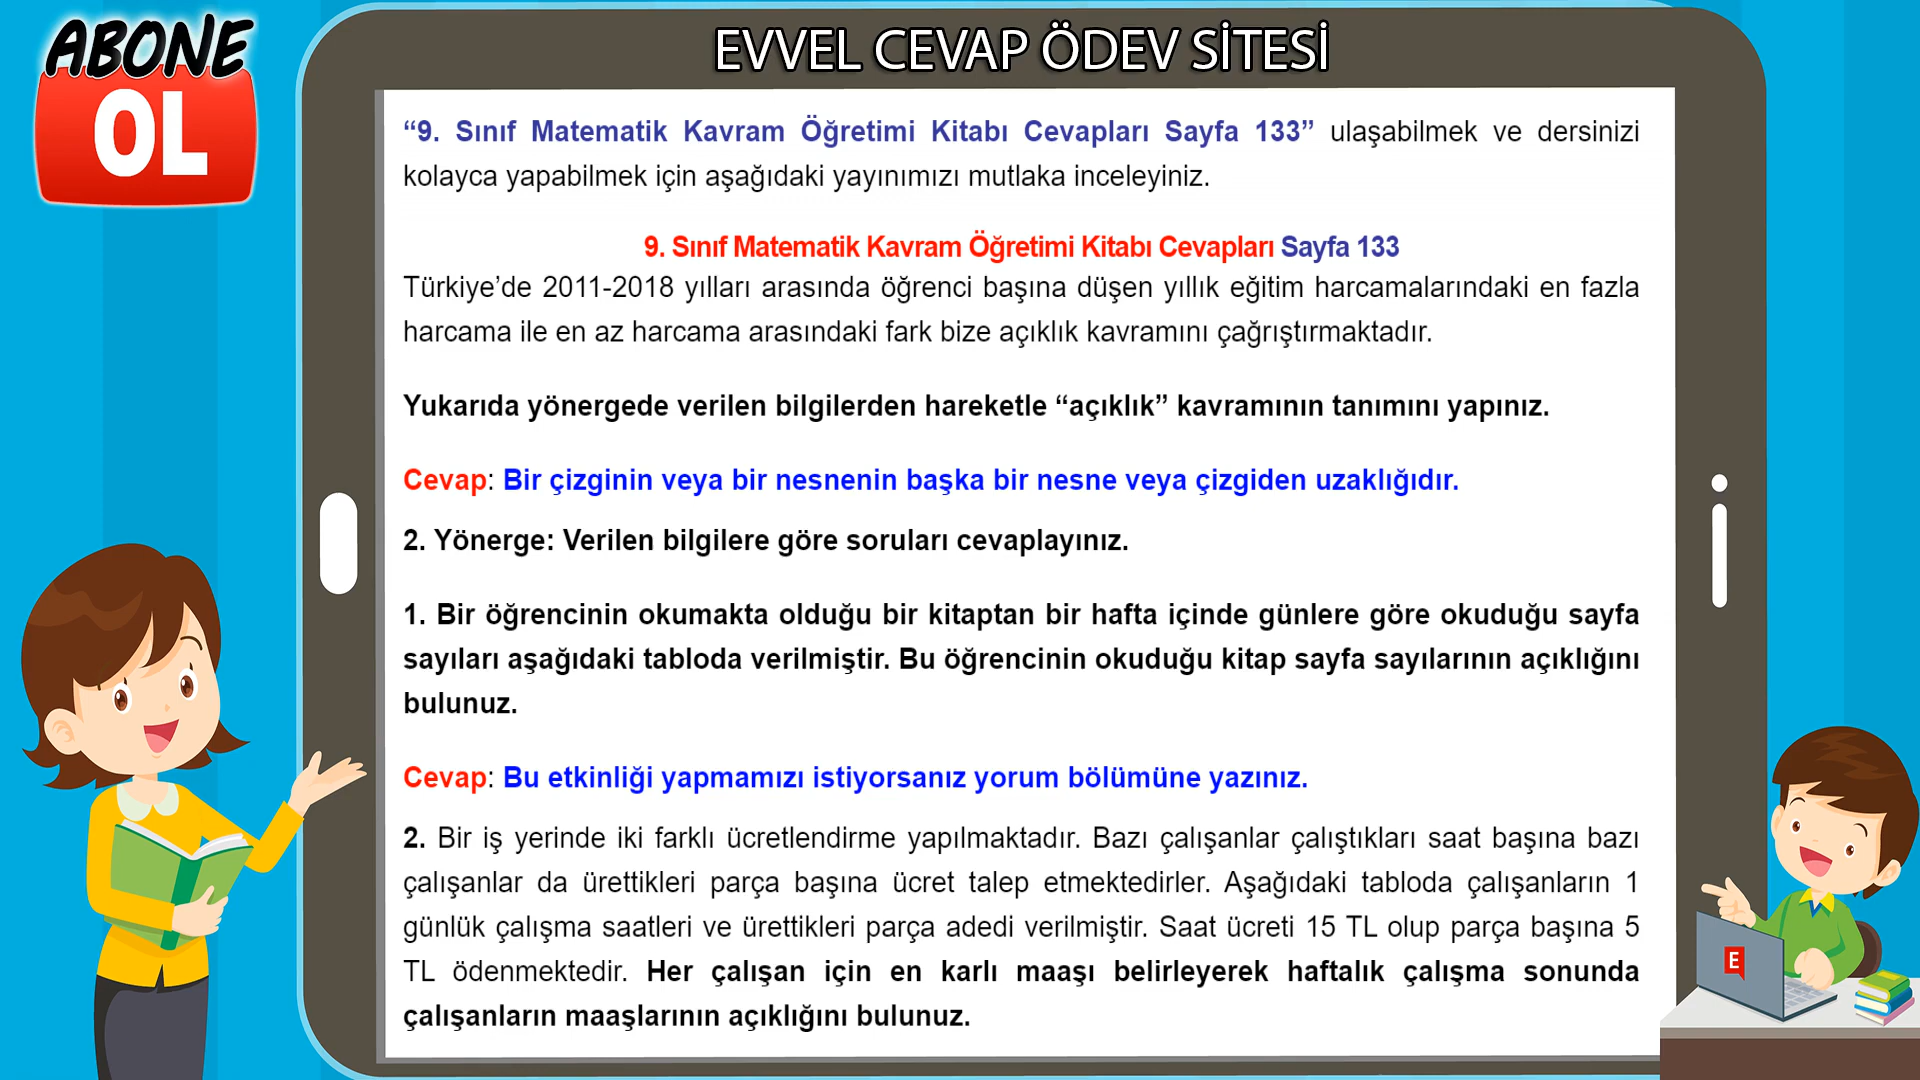 ABONE
OL
EVVEL CEVAP ÖDEV SİTESİ
“9. Sınıf Matematik Kavram Öğretimi Kitabı Cevapları Sayfa 133” ulaşabilmek ve dersinizi
kolayca yapabilmek için aşağıdaki yayınımızı mutlaka inceleyiniz.
9. Sınıf Matematik Kavram Öğretimi Kitabı Cevapları Sayfa 133
Türkiye’de 2011-2018 yılları arasında öğrenci başına düşen yıllık eğitim harcamalarındaki en fazla
harcama ile en az harcama arasındaki fark bize açıklık kavramını çağrıştırmaktadır.
Yukarıda yönergede verilen bilgilerden hareketle “açıklık” kavramının tanımını yapınız.
Cevap: Bir çizginin veya bir nesnenin başka bir nesne veya çizgiden uzaklığıdır.
2. Yönerge: Verilen bilgilere göre soruları cevaplayınız.
1. Bir öğrencinin okumakta olduğu bir kitaptan bir hafta içinde günlere göre okuduğu sayfa
sayıları aşağıdaki tabloda verilmiştir. Bu öğrencinin okuduğu kitap sayfa sayılarının açıklığını
bulunuz.
Cevap: Bu etkinliği yapmamızı istiyorsanız yorum bölümüne yazınız.
2. Bir iş yerinde iki farklı ücretlendirme yapılmaktadır. Bazı çalışanlar çalıştıkları saat başına bazı
çalışanlar da ürettikleri parça başına ücret talep etmektedirler. Aşağıdaki tabloda çalışanların 1
günlük çalışma saatleri ve ürettikleri parça adedi verilmiştir. Saat ücreti 15 TL olup parça başına 5
TL ödenmektedir. Her çalışan için en karlı maaşı belirleyerek haftalık çalışma sonunda
çalışanların maaşlarının açıklığını bulunuz.
E